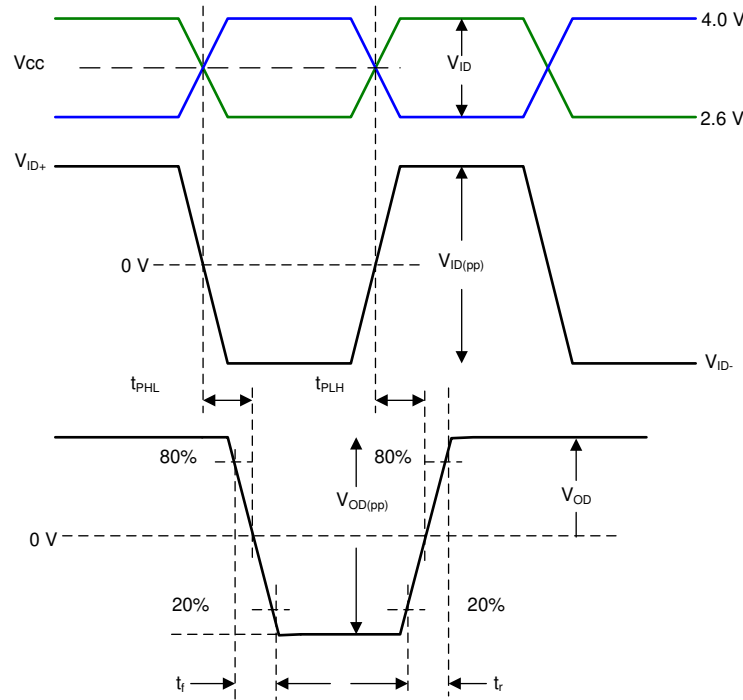 4.0 V
Vcc
VID
2.6 V
VID+
0 V
VID(pp)
VID-
tPHL
tPLH
80%
80%
VOD(pp)
VOD
0 V
20%
20%
tf
tr